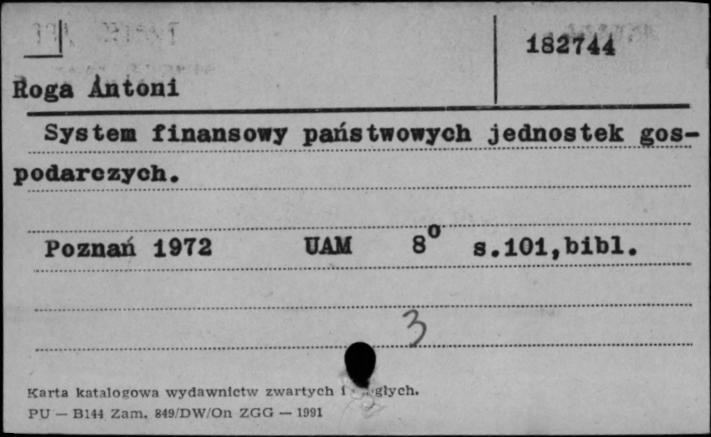 182744
Roga Antoni
System finansowy państwowych jednostek gos-
podarczych.
Poznań 1972 UAM 8⁰ s.101,bibl.
3
Karta katalogowa wydawnictw zwartych i głych.
PU — B144 Zam. 849/DW/On ZGG — 1991